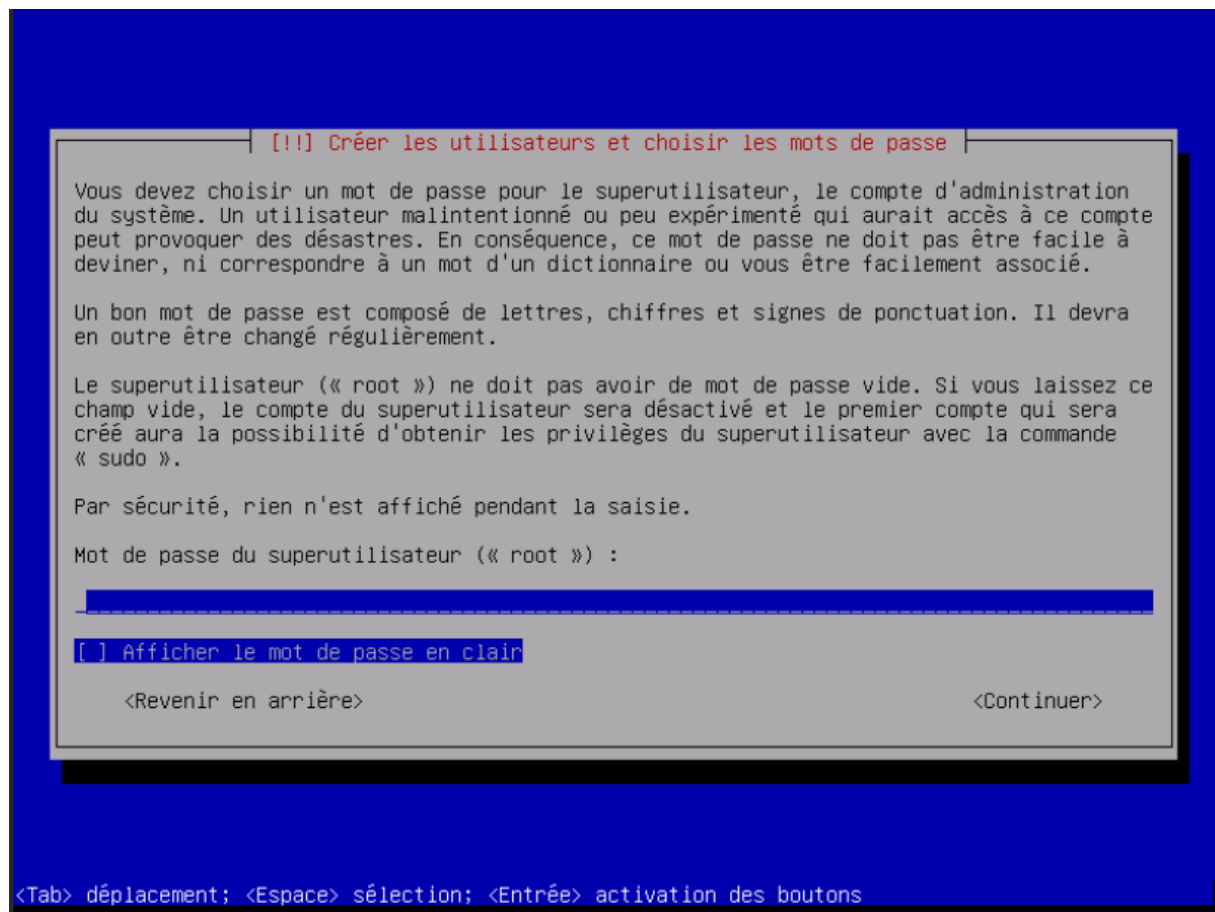 [!!] Créer les utilisateurs et choisir les mots de passe
Vous devez choisir un mot de passe pour le superutilisateur, le compte d'administration
du système. Un utilisateur malintentionné ou peu expérimenté qui aurait accès à ce compte
peut provoquer des désastres. En conséquence, ce mot de passe ne doit pas être facile à
deviner, ni correspondre à un mot d'un dictionnaire ou vous être facilement associé.
Un bon mot de passe est composé de lettres, chiffres et signes de ponctuation. Il devra
en outre être changé régulièrement.
Le superutilisateur (« root ») ne doit pas avoir de mot de passe vide. Si vous laissez ce
champ vide, le compte du superutilisateur sera désactivé et le premier compte qui sera
créé aura la possibilité d'obtenir les privilèges du superutilisateur avec la commande
« sudo ».
Par sécurité, rien n'est affiché pendant la saisie.
Mot de passe du superutilisateur (« root ») :
[ ] Afficher le mot de passe en clair
<Revenir en arrière> <Continuer>
<Tab> déplacement; <Espace> sélection; <Entrée> activation des boutons